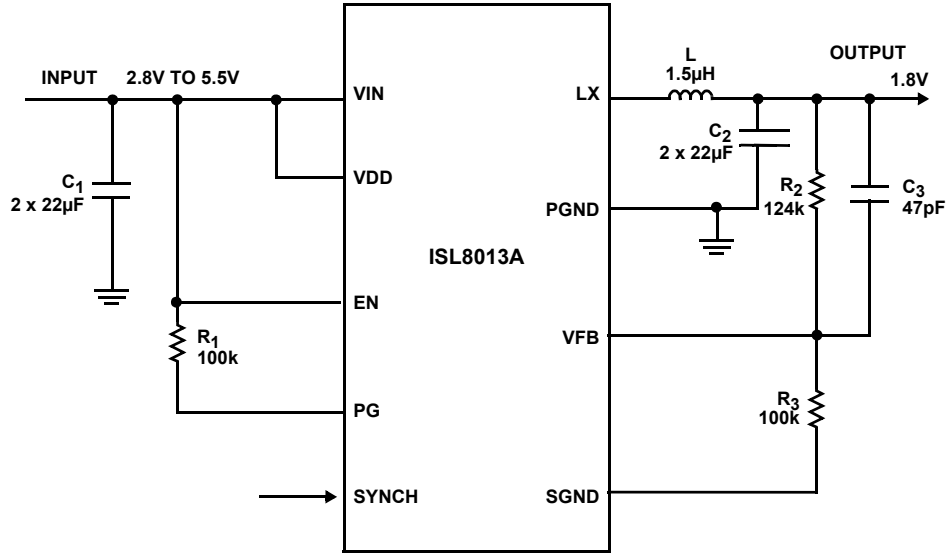 INPUT 2.8V TO 5.5V
C1
2 x 22µF
R1
100k
VIN
VDD
EN
PG
SYNCH
ISL8013A
LX
PGND
VFB
SGND
L
1.5µH
OUTPUT
1.8V
C2
2 x 22µF
R2
124k
C3
47pF
R3
100k